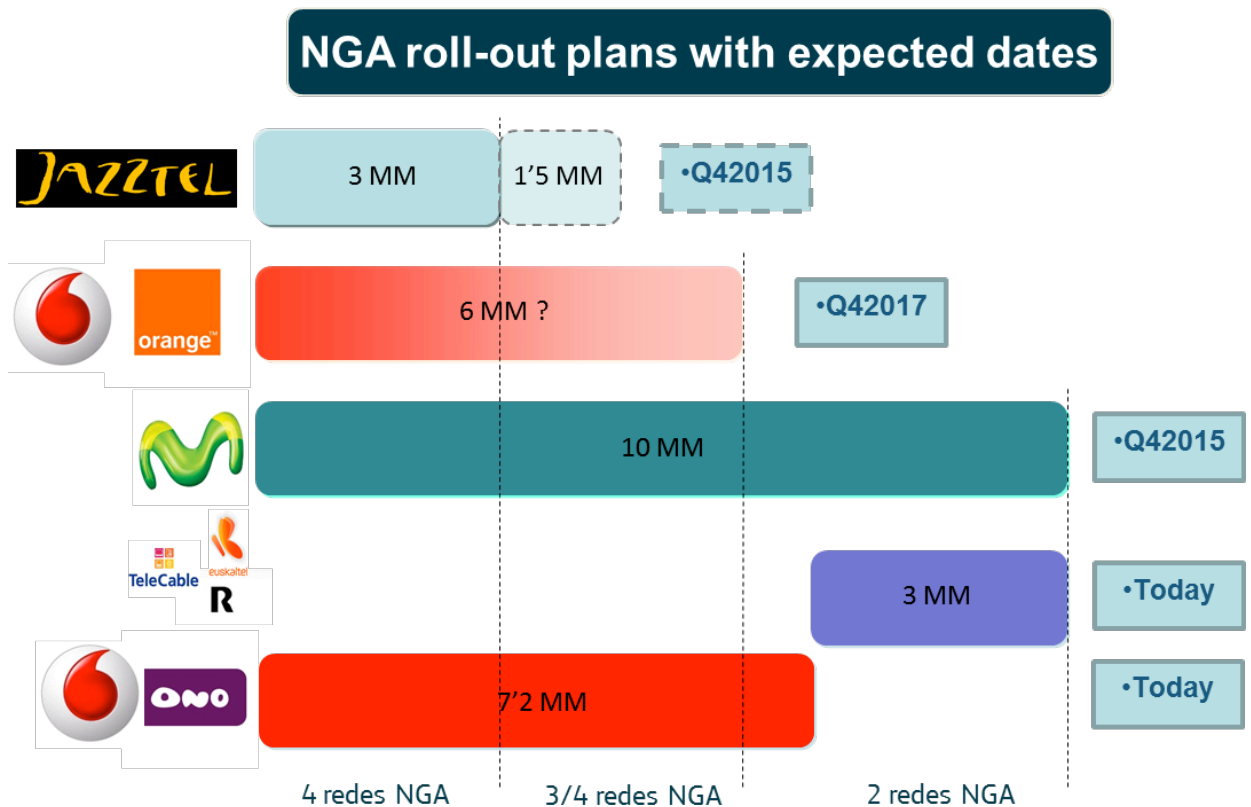 NGA roll-out plans with expected dates
JAZZTEL
3 MM
1'5 MM
•Q42015
orange™
6 MM ?
•Q42017
10 MM
•Q42015
TeleCable
euskaltel
R
3 MM
•Today
ONO
7'2 MM
•Today
4 redes NGA
3/4 redes NGA
2 redes NGA